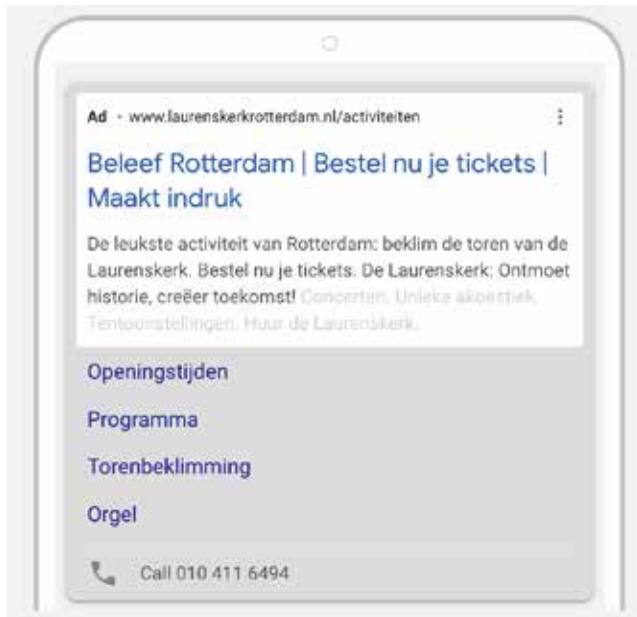 Ad · www.laurenskerkrotterdam.nl/activiteiten
Beleef Rotterdam | Bestel nu je tickets |
Maakt indruk
De leukste activiteit van Rotterdam: beklim de toren van de
Laurenskerk. Bestel nu je tickets. De Laurenskerk: Ontmoet
historie, creëer toekomst! Concerten. Unieke akoestiek.
Tentoonstellingen. Huur de Laurenskerk.
Openingstijden
Programma
Torenbeklimming
Orgel
Call 010 411 6494